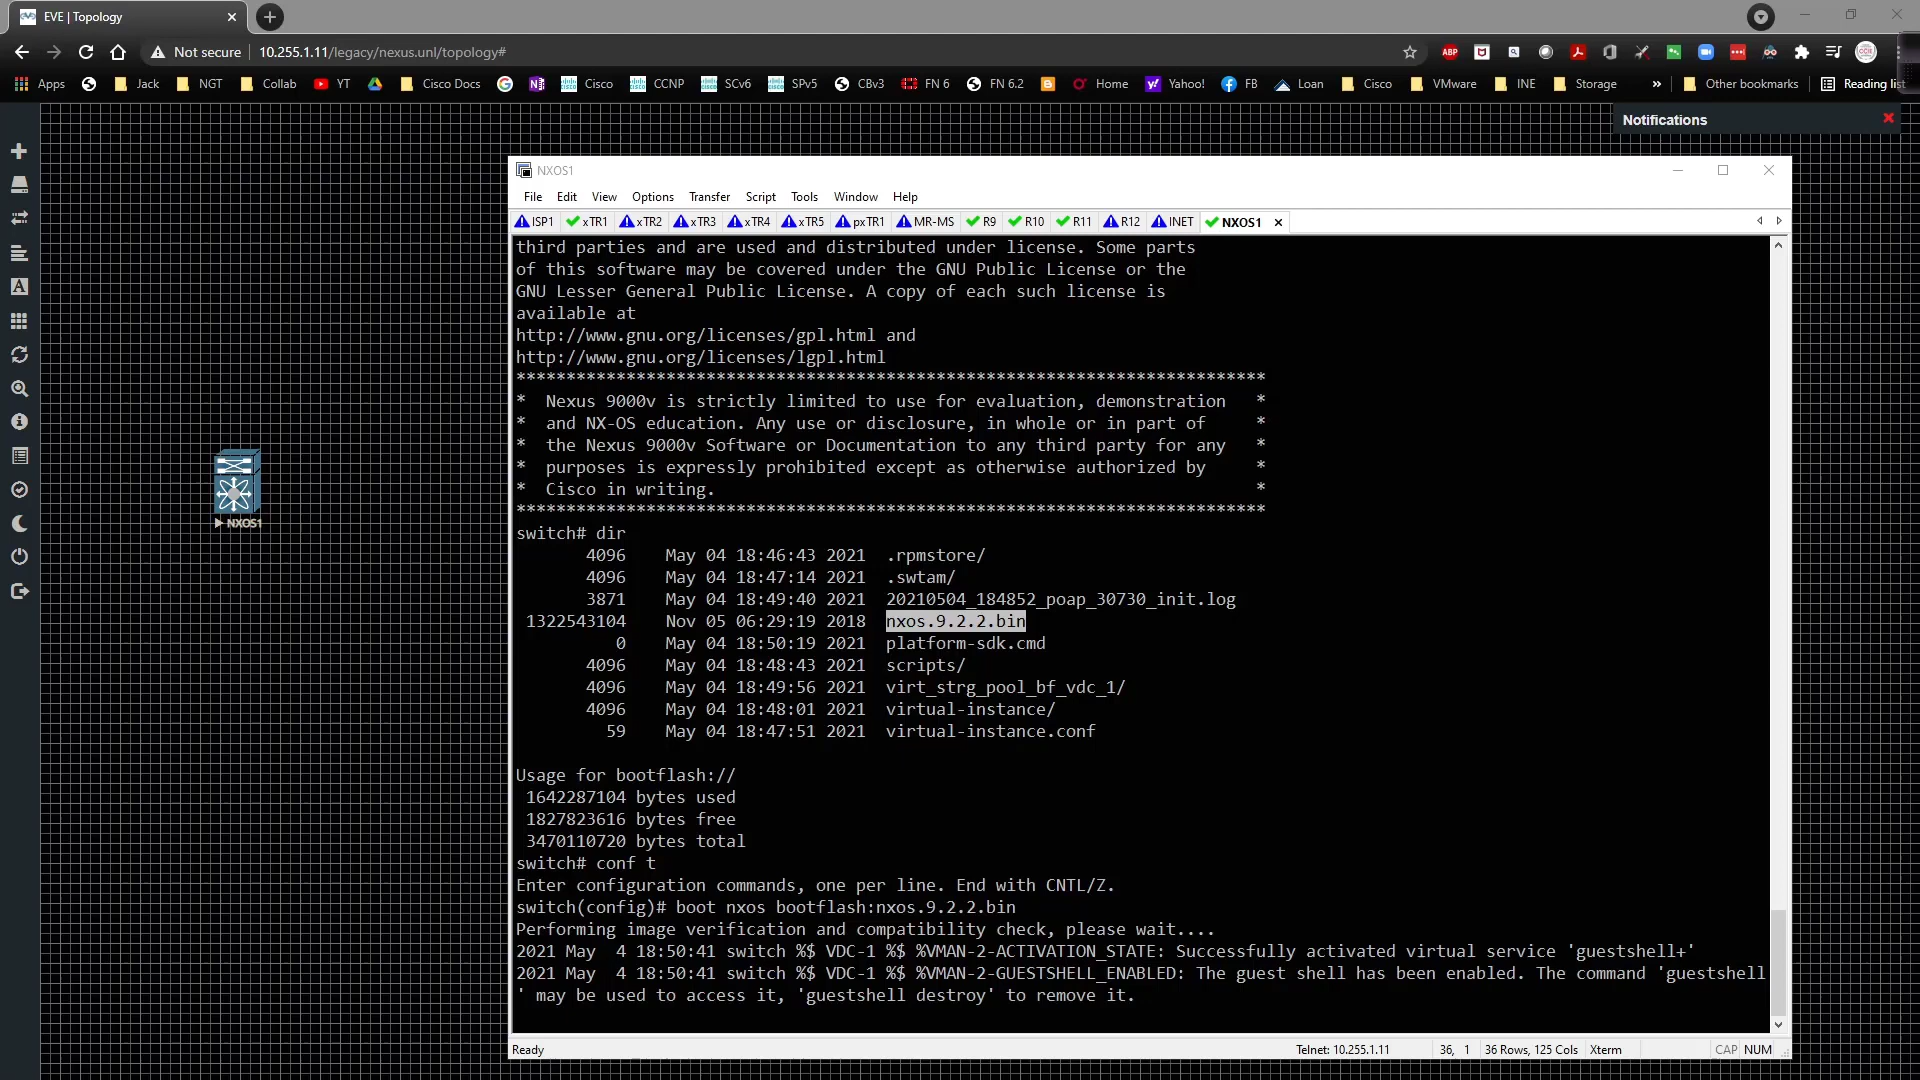 EVE | Topology
Not secure
10.255.1.11/legacy/nexus.unl/topology#
ABP
Apps
Jack
NGT
Collab
YT
Cisco Docs
Cisco
CCNP
SCv6
SPv5
CBv3
FN 6
FN 6.2
Home
Yahoo!
FB
Loan
Cisco
VMware
INE
Storage
»
Other bookmarks
Reading list
Notifications
NXOS1
File Edit View Options Transfer Script Tools Window Help
ISP1 xTR1 xTR2 xTR3 xTR4 xTR5 pxTR1 MR-MS R9 R10 R11 R12 INET NXOS1
third parties and are used and distributed under license. Some parts
of this software may be covered under the GNU Public License or the
GNU Lesser General Public License. A copy of each such license is
available at
http://www.gnu.org/licenses/gpl.html and
http://www.gnu.org/licenses/lgpl.html
***************************************************************************
* Nexus 9000v is strictly limited to use for evaluation, demonstration *
* and NX-OS education. Any use or disclosure, in whole or in part of *
* the Nexus 9000v Software or Documentation to any third party for any *
* purposes is expressly prohibited except as otherwise authorized by *
* Cisco in writing. *
***************************************************************************
switch# dir
4096 May 04 18:46:43 2021 .rpmstore/
4096 May 04 18:47:14 2021 .swtam/
3871 May 04 18:49:40 2021 20210504_184852_poap_30730_init.log
1322543104 Nov 05 06:29:19 2018 nxos.9.2.2.bin
0 May 04 18:50:19 2021 platform-sdk.cmd
4096 May 04 18:48:43 2021 scripts/
4096 May 04 18:49:56 2021 virt_strg_pool_bf_vdc_1/
4096 May 04 18:48:01 2021 virtual-instance/
59 May 04 18:47:51 2021 virtual-instance.conf
Usage for bootflash://
1642287104 bytes used
1827823616 bytes free
3470110720 bytes total
switch# conf t
Enter configuration commands, one per line. End with CNTL/Z.
switch(config)# boot nxos bootflash:nxos.9.2.2.bin
Performing image verification and compatibility check, please wait....
2021 May 4 18:50:41 switch %$ VDC-1 %$ %VMAN-2-ACTIVATION_STATE: Successfully activated virtual service 'guestshell+'
2021 May 4 18:50:41 switch %$ VDC-1 %$ %VMAN-2-GUESTSHELL_ENABLED: The guest shell has been enabled. The command 'guestshell
' may be used to access it, 'guestshell destroy' to remove it.
Ready
Telnet: 10.255.1.11
36, 1
36 Rows, 125 Cols
Xterm
CAP NUM
NXOS1